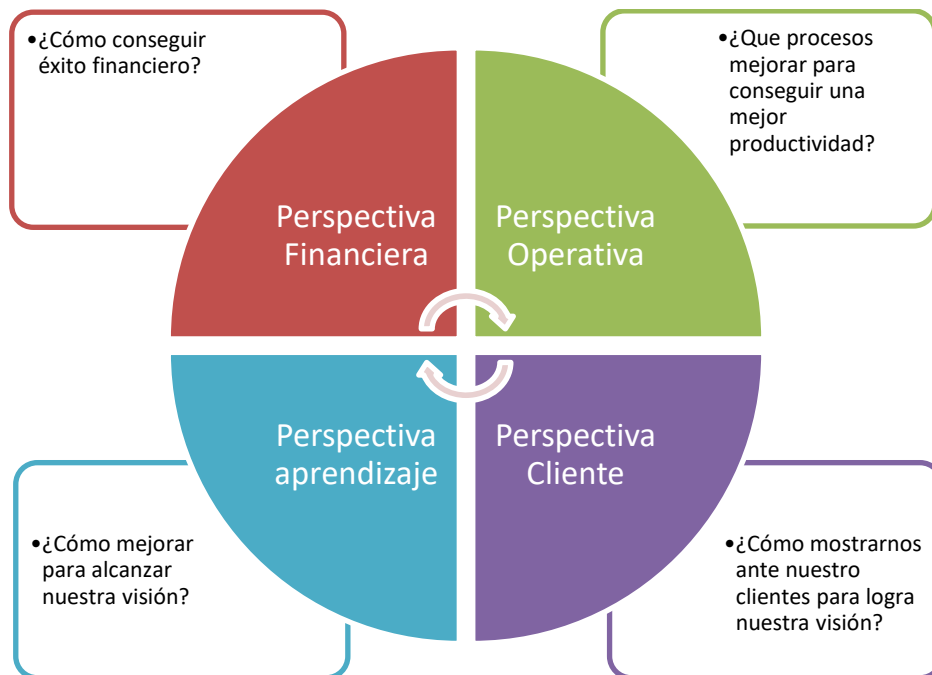 •¿Cómo conseguir
éxito financiero?
•¿Que procesos
mejorar para
conseguir una
mejor
productividad?
Perspectiva
Financiera
Perspectiva
Operativa
Perspectiva
aprendizaje
Perspectiva
Cliente
•¿Cómo mejorar
para alcanzar
nuestra visión?
•¿Cómo mostrarnos
ante nuestro
clientes para logra
nuestra visión?